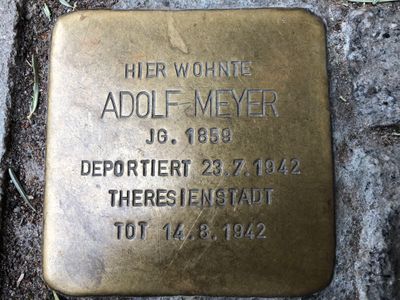 HIER WOHNTE
ADOLF MEYER
JG. 1859
DEPORTIERT 23.7.1942
THERESIENSTADT
TOT 14.8.1942